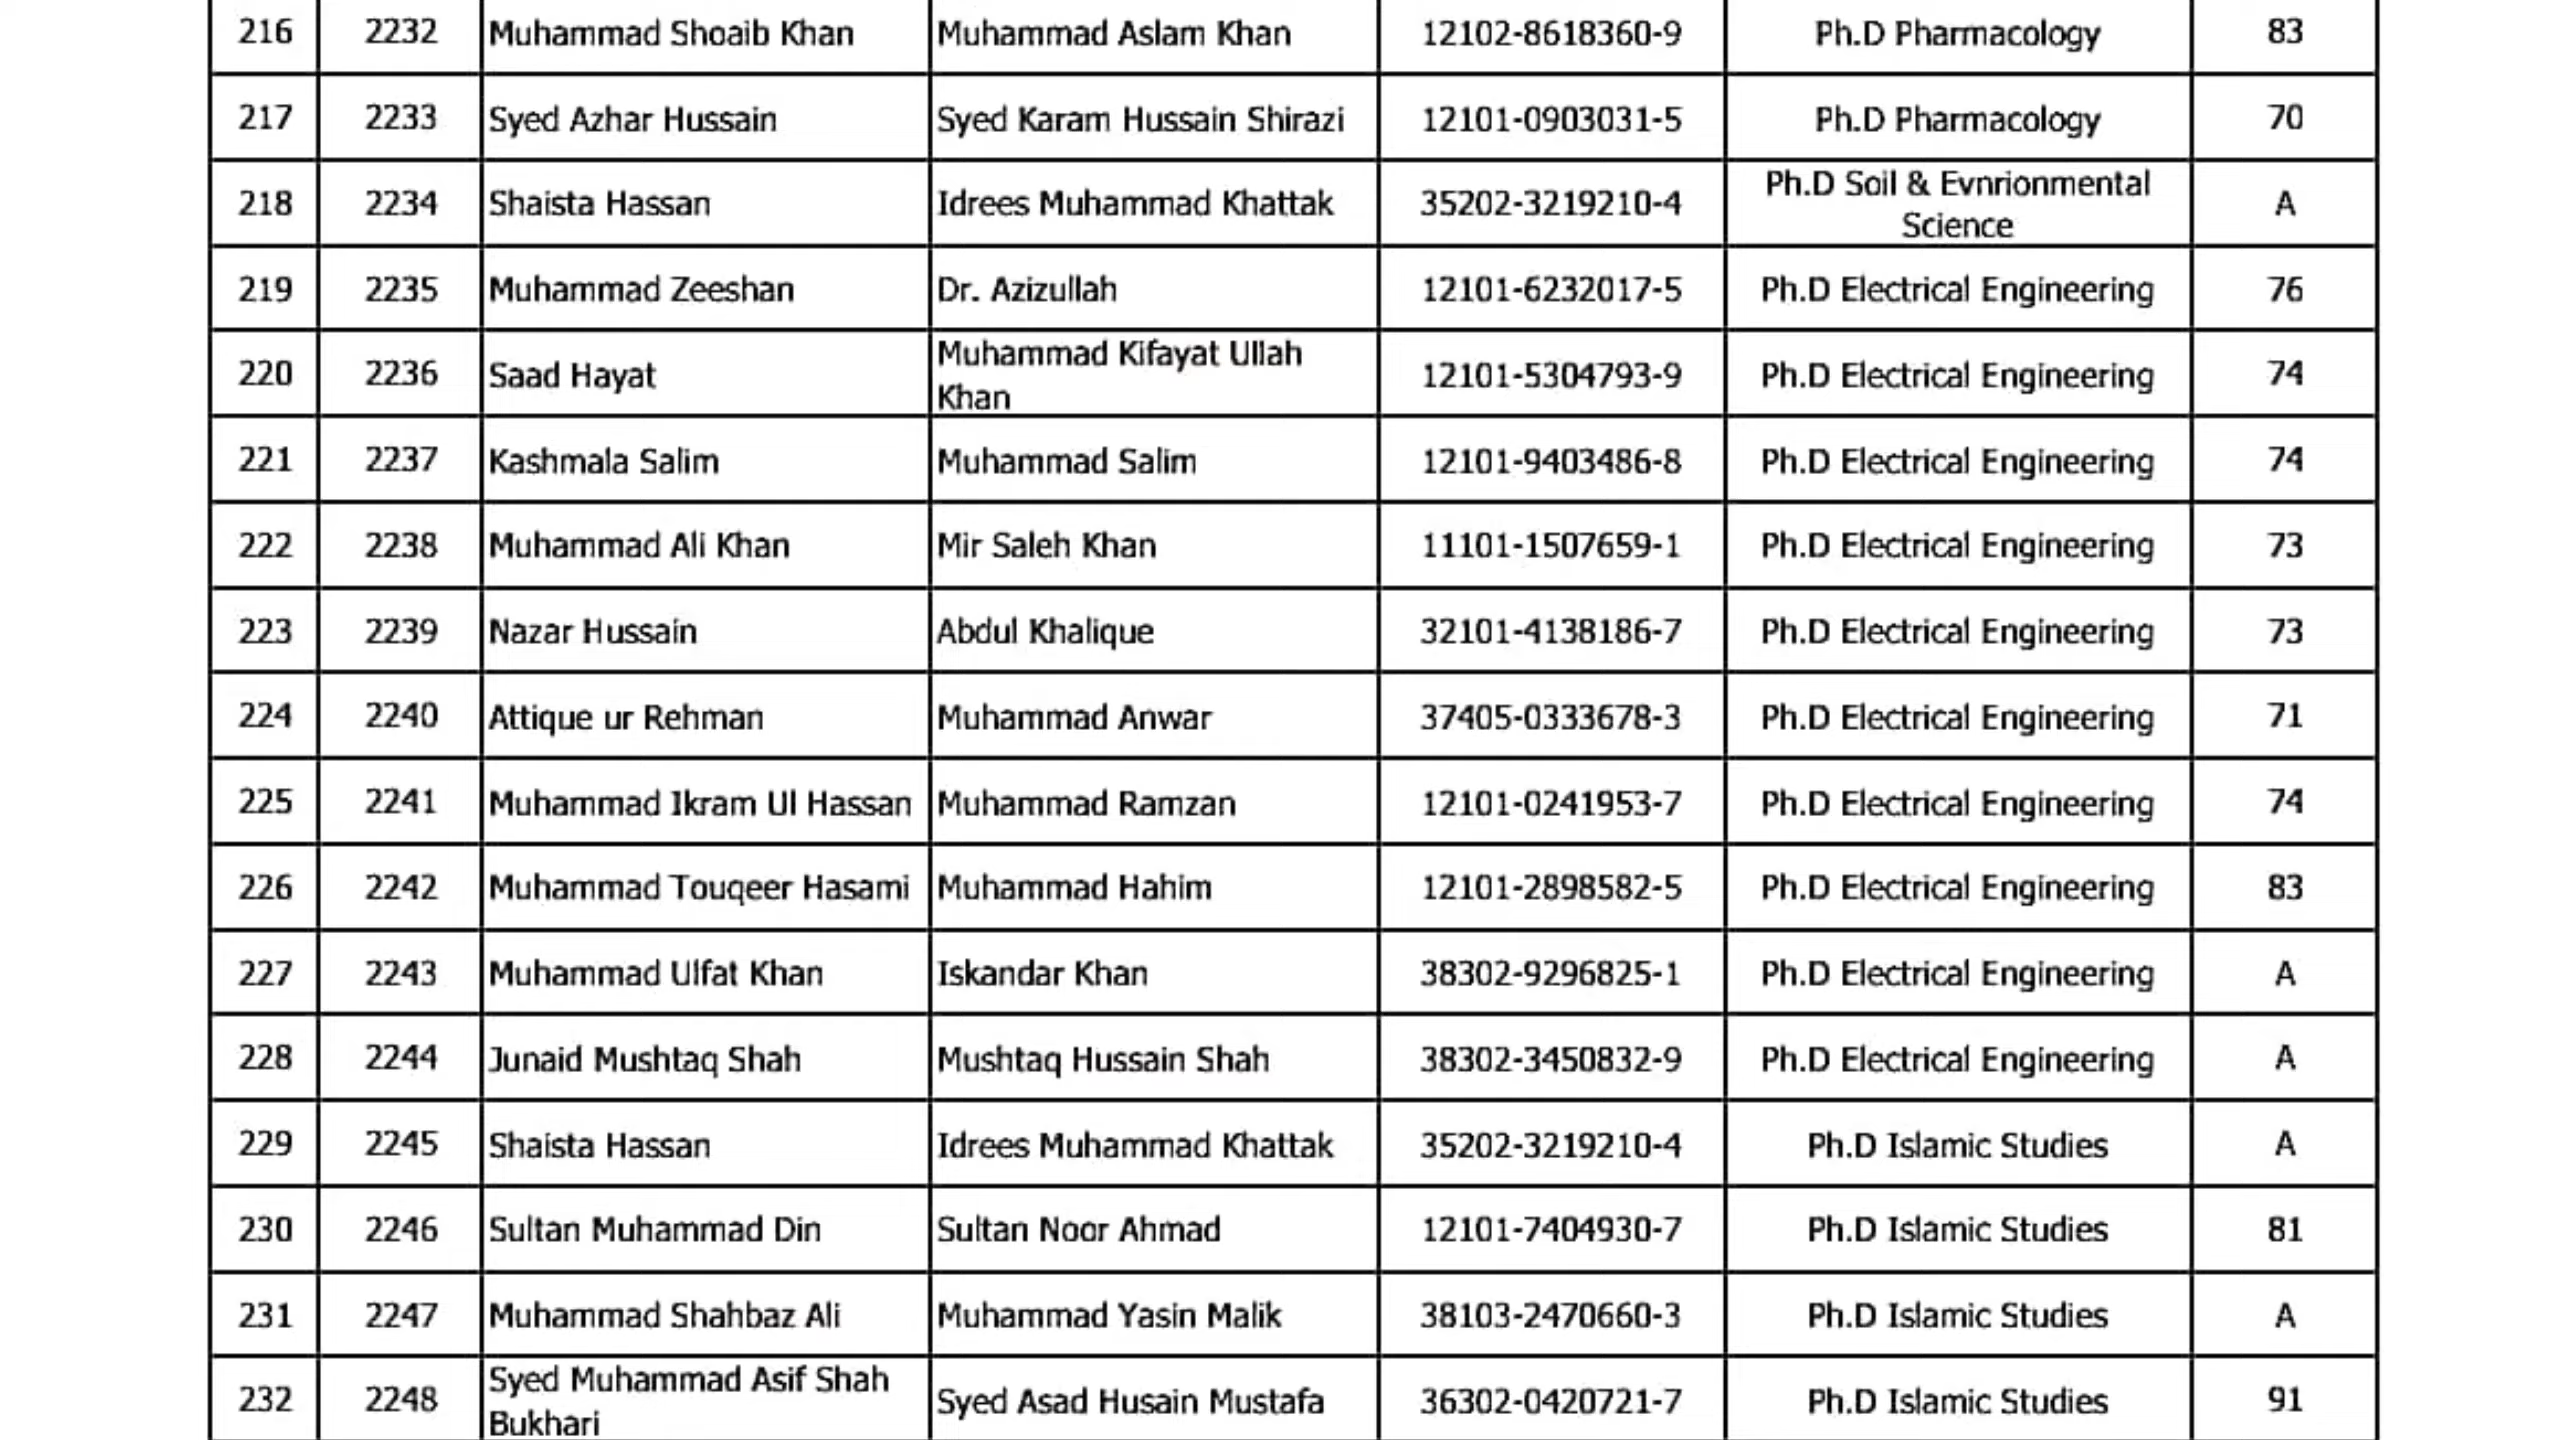 216 2232 Muhammad Shoaib Khan Muhammad Aslam Khan 12102-8618360-9 Ph.D Pharmacology 83
217 2233 Syed Azhar Hussain Syed Karam Hussain Shirazi 12101-0903031-5 Ph.D Pharmacology 70
218 2234 Shaista Hassan Idrees Muhammad Khattak 35202-3219210-4 Ph.D Soil & Evnrionmental
Science A
219 2235 Muhammad Zeeshan Dr. Azizullah 12101-6232017-5 Ph.D Electrical Engineering 76
220 2236 Saad Hayat Muhammad Kifayat Ullah
Khan 12101-5304793-9 Ph.D Electrical Engineering 74
221 2237 Kashmala Salim Muhammad Salim 12101-9403486-8 Ph.D Electrical Engineering 74
222 2238 Muhammad Ali Khan Mir Saleh Khan 11101-1507659-1 Ph.D Electrical Engineering 73
223 2239 Nazar Hussain Abdul Khalique 32101-4138186-7 Ph.D Electrical Engineering 73
224 2240 Attique ur Rehman Muhammad Anwar 37405-0333678-3 Ph.D Electrical Engineering 71
225 2241 Muhammad Ikram Ul Hassan Muhammad Ramzan 12101-0241953-7 Ph.D Electrical Engineering 74
226 2242 Muhammad Touqeer Hasami Muhammad Hahim 12101-2898582-5 Ph.D Electrical Engineering 83
227 2243 Muhammad Ulfat Khan Iskandar Khan 38302-9296825-1 Ph.D Electrical Engineering A
228 2244 Junaid Mushtaq Shah Mushtaq Hussain Shah 38302-3450832-9 Ph.D Electrical Engineering A
229 2245 Shaista Hassan Idrees Muhammad Khattak 35202-3219210-4 Ph.D Islamic Studies A
230 2246 Sultan Muhammad Din Sultan Noor Ahmad 12101-7404930-7 Ph.D Islamic Studies 81
231 2247 Muhammad Shahbaz Ali Muhammad Yasin Malik 38103-2470660-3 Ph.D Islamic Studies A
232 2248 Syed Muhammad Asif Shah
Bukhari Syed Asad Husain Mustafa 36302-0420721-7 Ph.D Islamic Studies 91